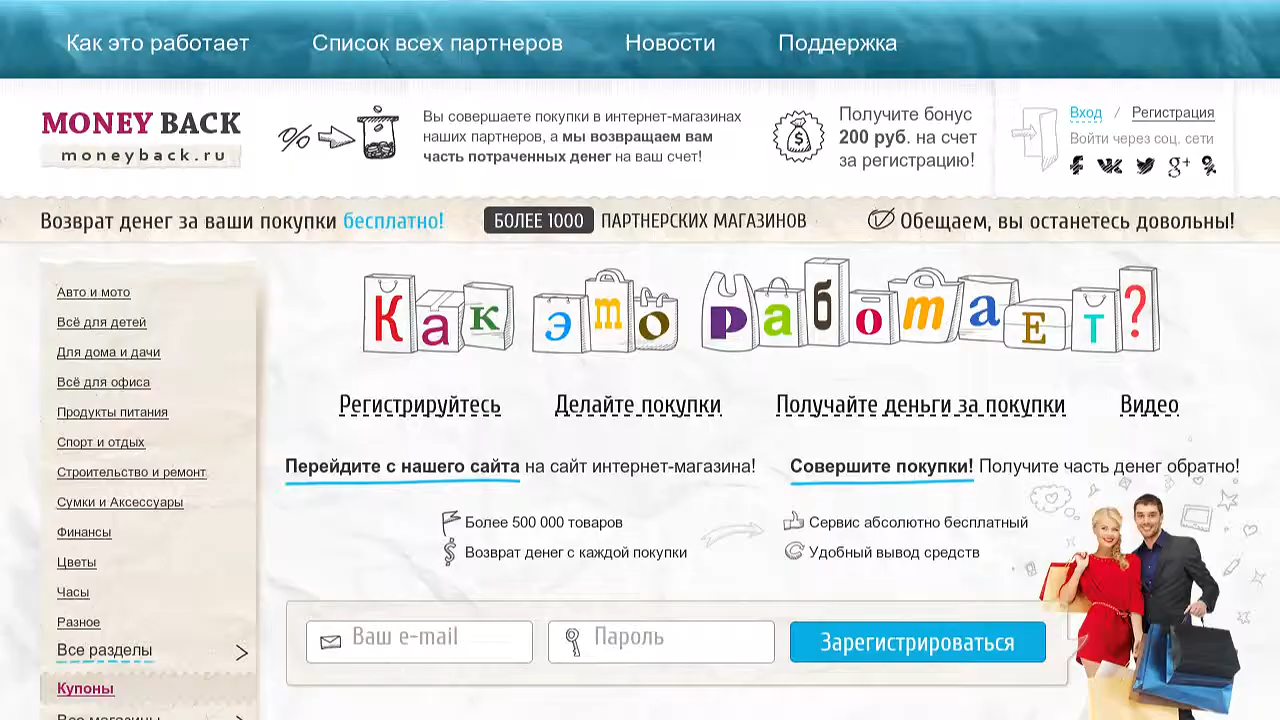 Как это работает Список всех партнеров Новости Поддержка
MONEY BACK
moneyback.ru
Вы совершаете покупки в интернет-магазинах
наших партнеров, а мы возвращаем вам
часть потраченных денег на ваш счет!
Получите бонус
200 руб. на счет
за регистрацию!
Вход / Регистрация
Войти через соц. сети
Возврат денег за ваши покупки бесплатно! БОЛЕЕ 1000 ПАРТНЕРСКИХ МАГАЗИНОВ Обещаем, вы останетесь довольны!
Авто и мото
Всё для детей
Для дома и дачи
Всё для офиса
Продукты питания
Спорт и отдых
Строительство и ремонт
Сумки и Аксессуары
Финансы
Цветы
Часы
Разное
Все разделы
Купоны
Все магазины
Как это работает?
Регистрируйтесь Делайте покупки Получайте деньги за покупки Видео
Перейдите с нашего сайта на сайт интернет-магазина!
Более 500 000 товаров
Возврат денег с каждой покупки
Совершите покупки! Получите часть денег обратно!
Сервис абсолютно бесплатный
Удобный вывод средств
Ваш e-mail Пароль Зарегистрироваться